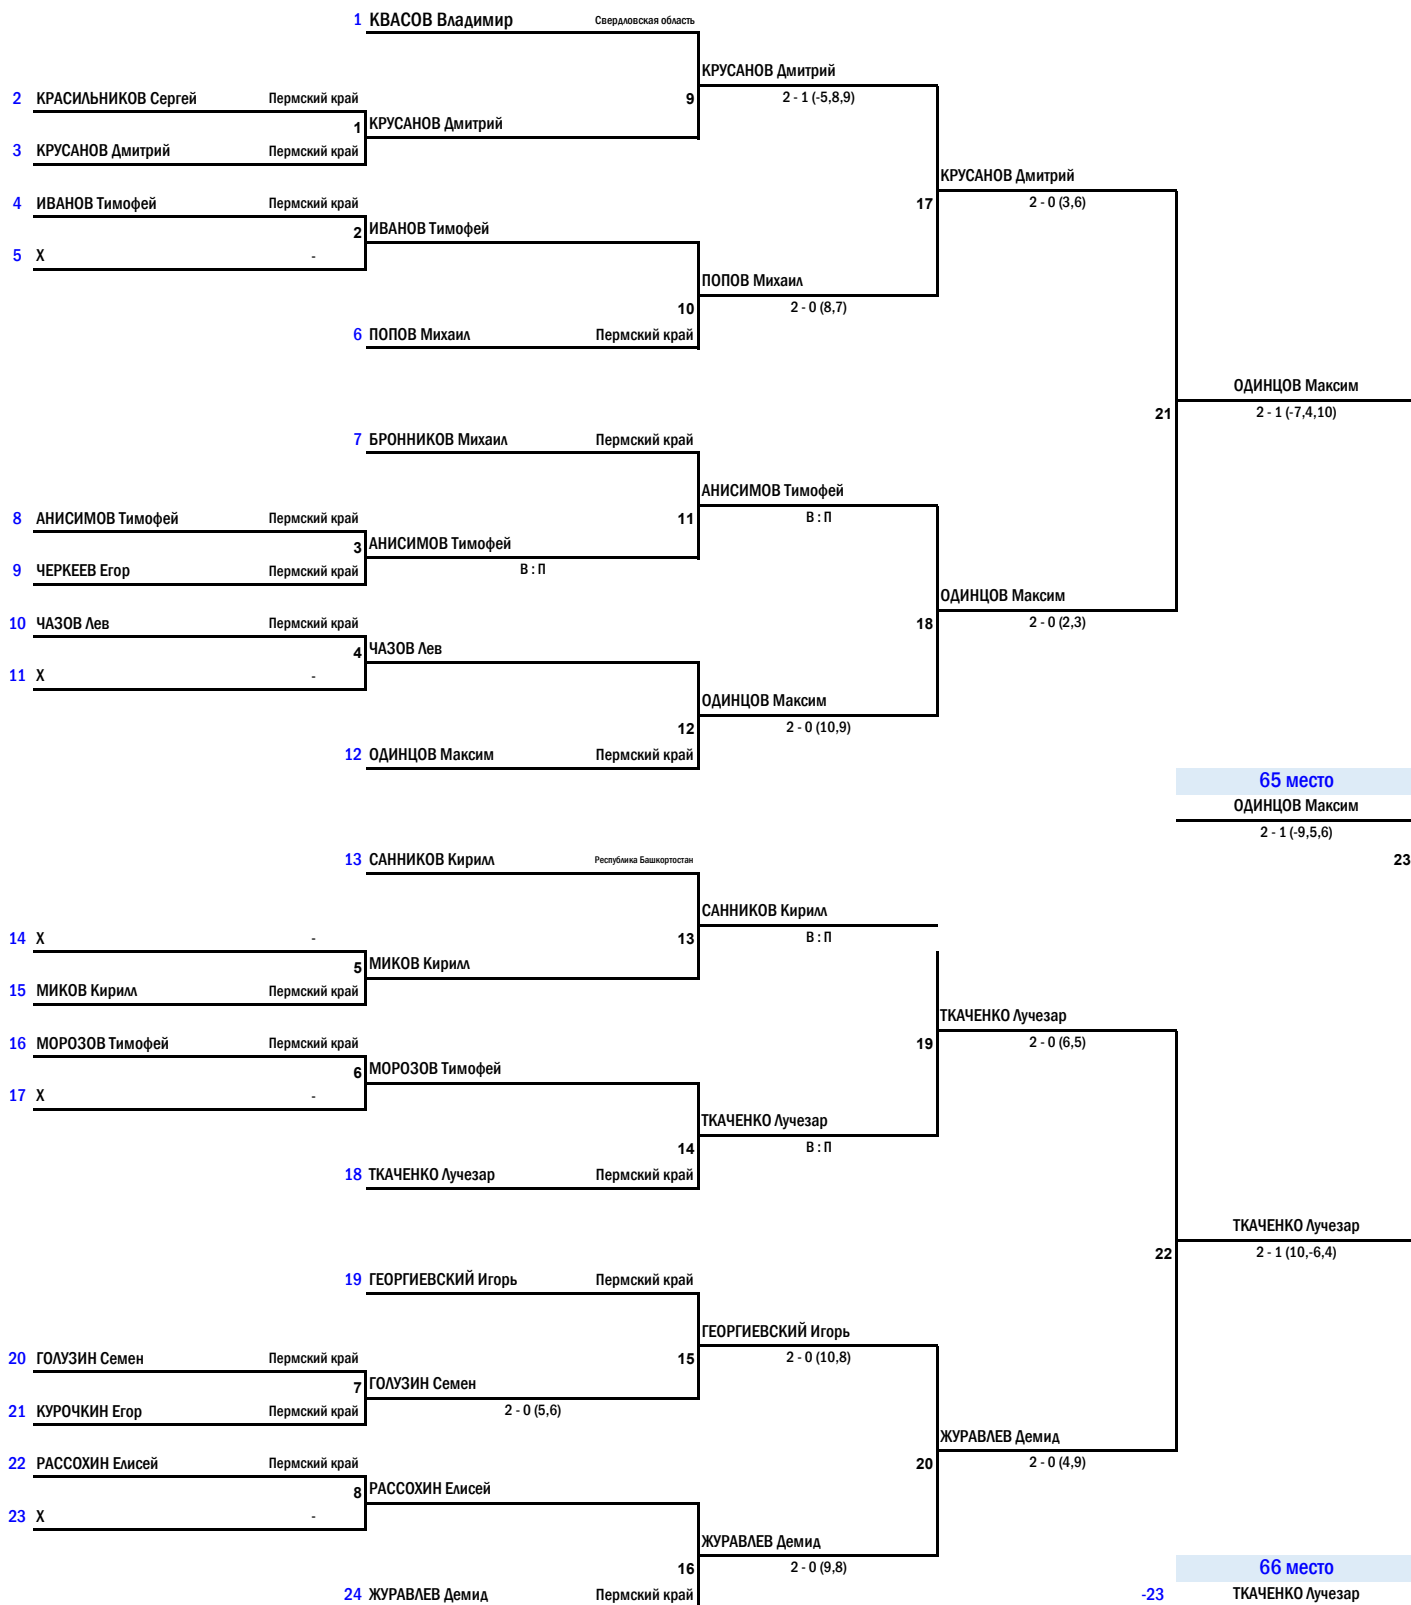 1 КВАСОВ Владимир Свердловская область
КРУСАНОВ Дмитрий
2 КРАСИЛЬНИКОВ Сергей Пермский край 9 2 - 1 (-5,8,9)
1 КРУСАНОВ Дмитрий
3 КРУСАНОВ Дмитрий Пермский край
КРУСАНОВ Дмитрий
4 ИВАНОВ Тимофей Пермский край 17 2 - 0 (3,6)
2 ИВАНОВ Тимофей
5 X -
ПОПОВ Михаил
10 2 - 0 (8,7)
6 ПОПОВ Михаил Пермский край
ОДИНЦОВ Максим
21 2 - 1 (-7,4,10)
7 БРОННИКОВ Михаил Пермский край
АНИСИМОВ Тимофей
8 АНИСИМОВ Тимофей Пермский край 11 В : П
3 АНИСИМОВ Тимофей
9 ЧЕРКЕЕВ Егор Пермский край В : П
ОДИНЦОВ Максим
10 ЧАЗОВ Лев Пермский край 18 2 - 0 (2,3)
4 ЧАЗОВ Лев
11 X -
ОДИНЦОВ Максим
12 2 - 0 (10,9)
12 ОДИНЦОВ Максим Пермский край
65 место
ОДИНЦОВ Максим
2 - 1 (-9,5,6)
13 САННИКОВ Кирилл Республика Башкортостан 23
САННИКОВ Кирилл
14 X - 13 В : П
5 МИКОВ Кирилл
15 МИКОВ Кирилл Пермский край
ТКАЧЕНКО Лучезар
16 МОРОЗОВ Тимофей Пермский край 19 2 - 0 (6,5)
6 МОРОЗОВ Тимофей
17 X -
ТКАЧЕНКО Лучезар
14 В : П
18 ТКАЧЕНКО Лучезар Пермский край
ТКАЧЕНКО Лучезар
22 2 - 1 (10,-6,4)
19 ГЕОРГИЕВСКИЙ Игорь Пермский край
ГЕОРГИЕВСКИЙ Игорь
20 ГОЛУЗИН Семен Пермский край 15 2 - 0 (10,8)
7 ГОЛУЗИН Семен
21 КУРОЧКИН Егор Пермский край 2 - 0 (5,6)
ЖУРАВЛЕВ Демид
22 РАССОХИН Елисей Пермский край 20 2 - 0 (4,9)
8 РАССОХИН Елисей
23 X -
ЖУРАВЛЕВ Демид
16 2 - 0 (9,8) 66 место
24 ЖУРАВЛЕВ Демид Пермский край -23 ТКАЧЕНКО Лучезар